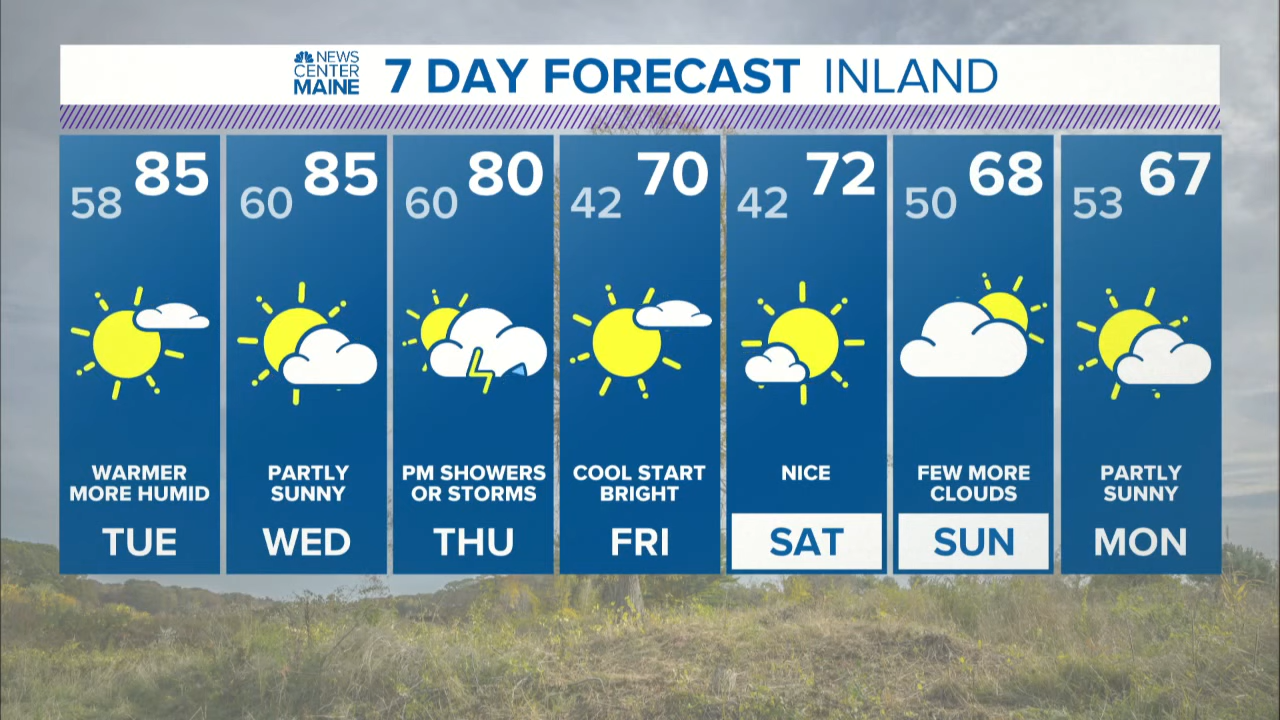 NEWS
CENTER
MAINE
7 DAY FORECAST INLAND
58 85
60 85
60 80
42 70
42 72
50 68
53 67
WARMER
MORE HUMID
PARTLY
SUNNY
PM SHOWERS
OR STORMS
COOL START
BRIGHT
NICE
FEW MORE
CLOUDS
PARTLY
SUNNY
TUE
WED
THU
FRI
SAT
SUN
MON